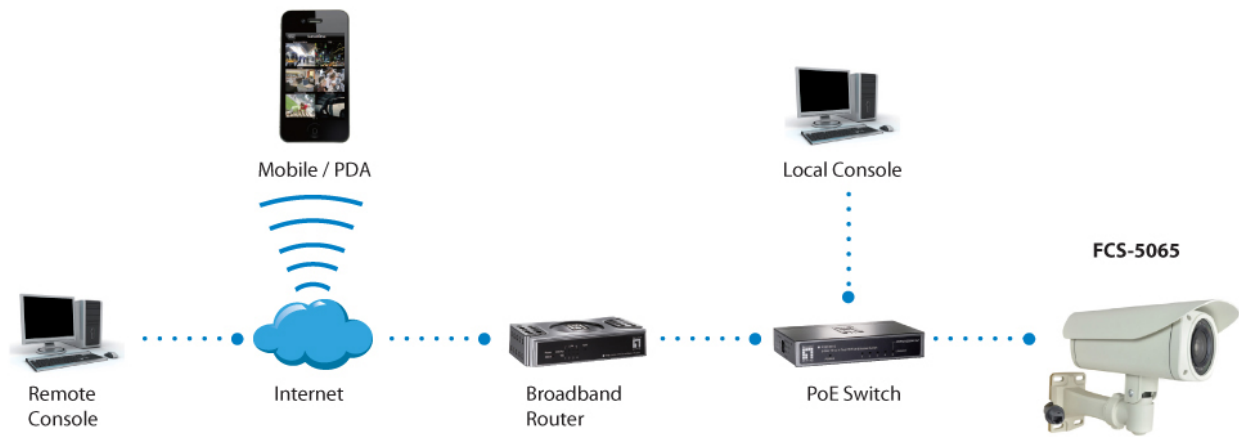 Mobile / PDA
Local Console
FCS-5065
Remote
Console
Internet
Broadband
Router
PoE Switch